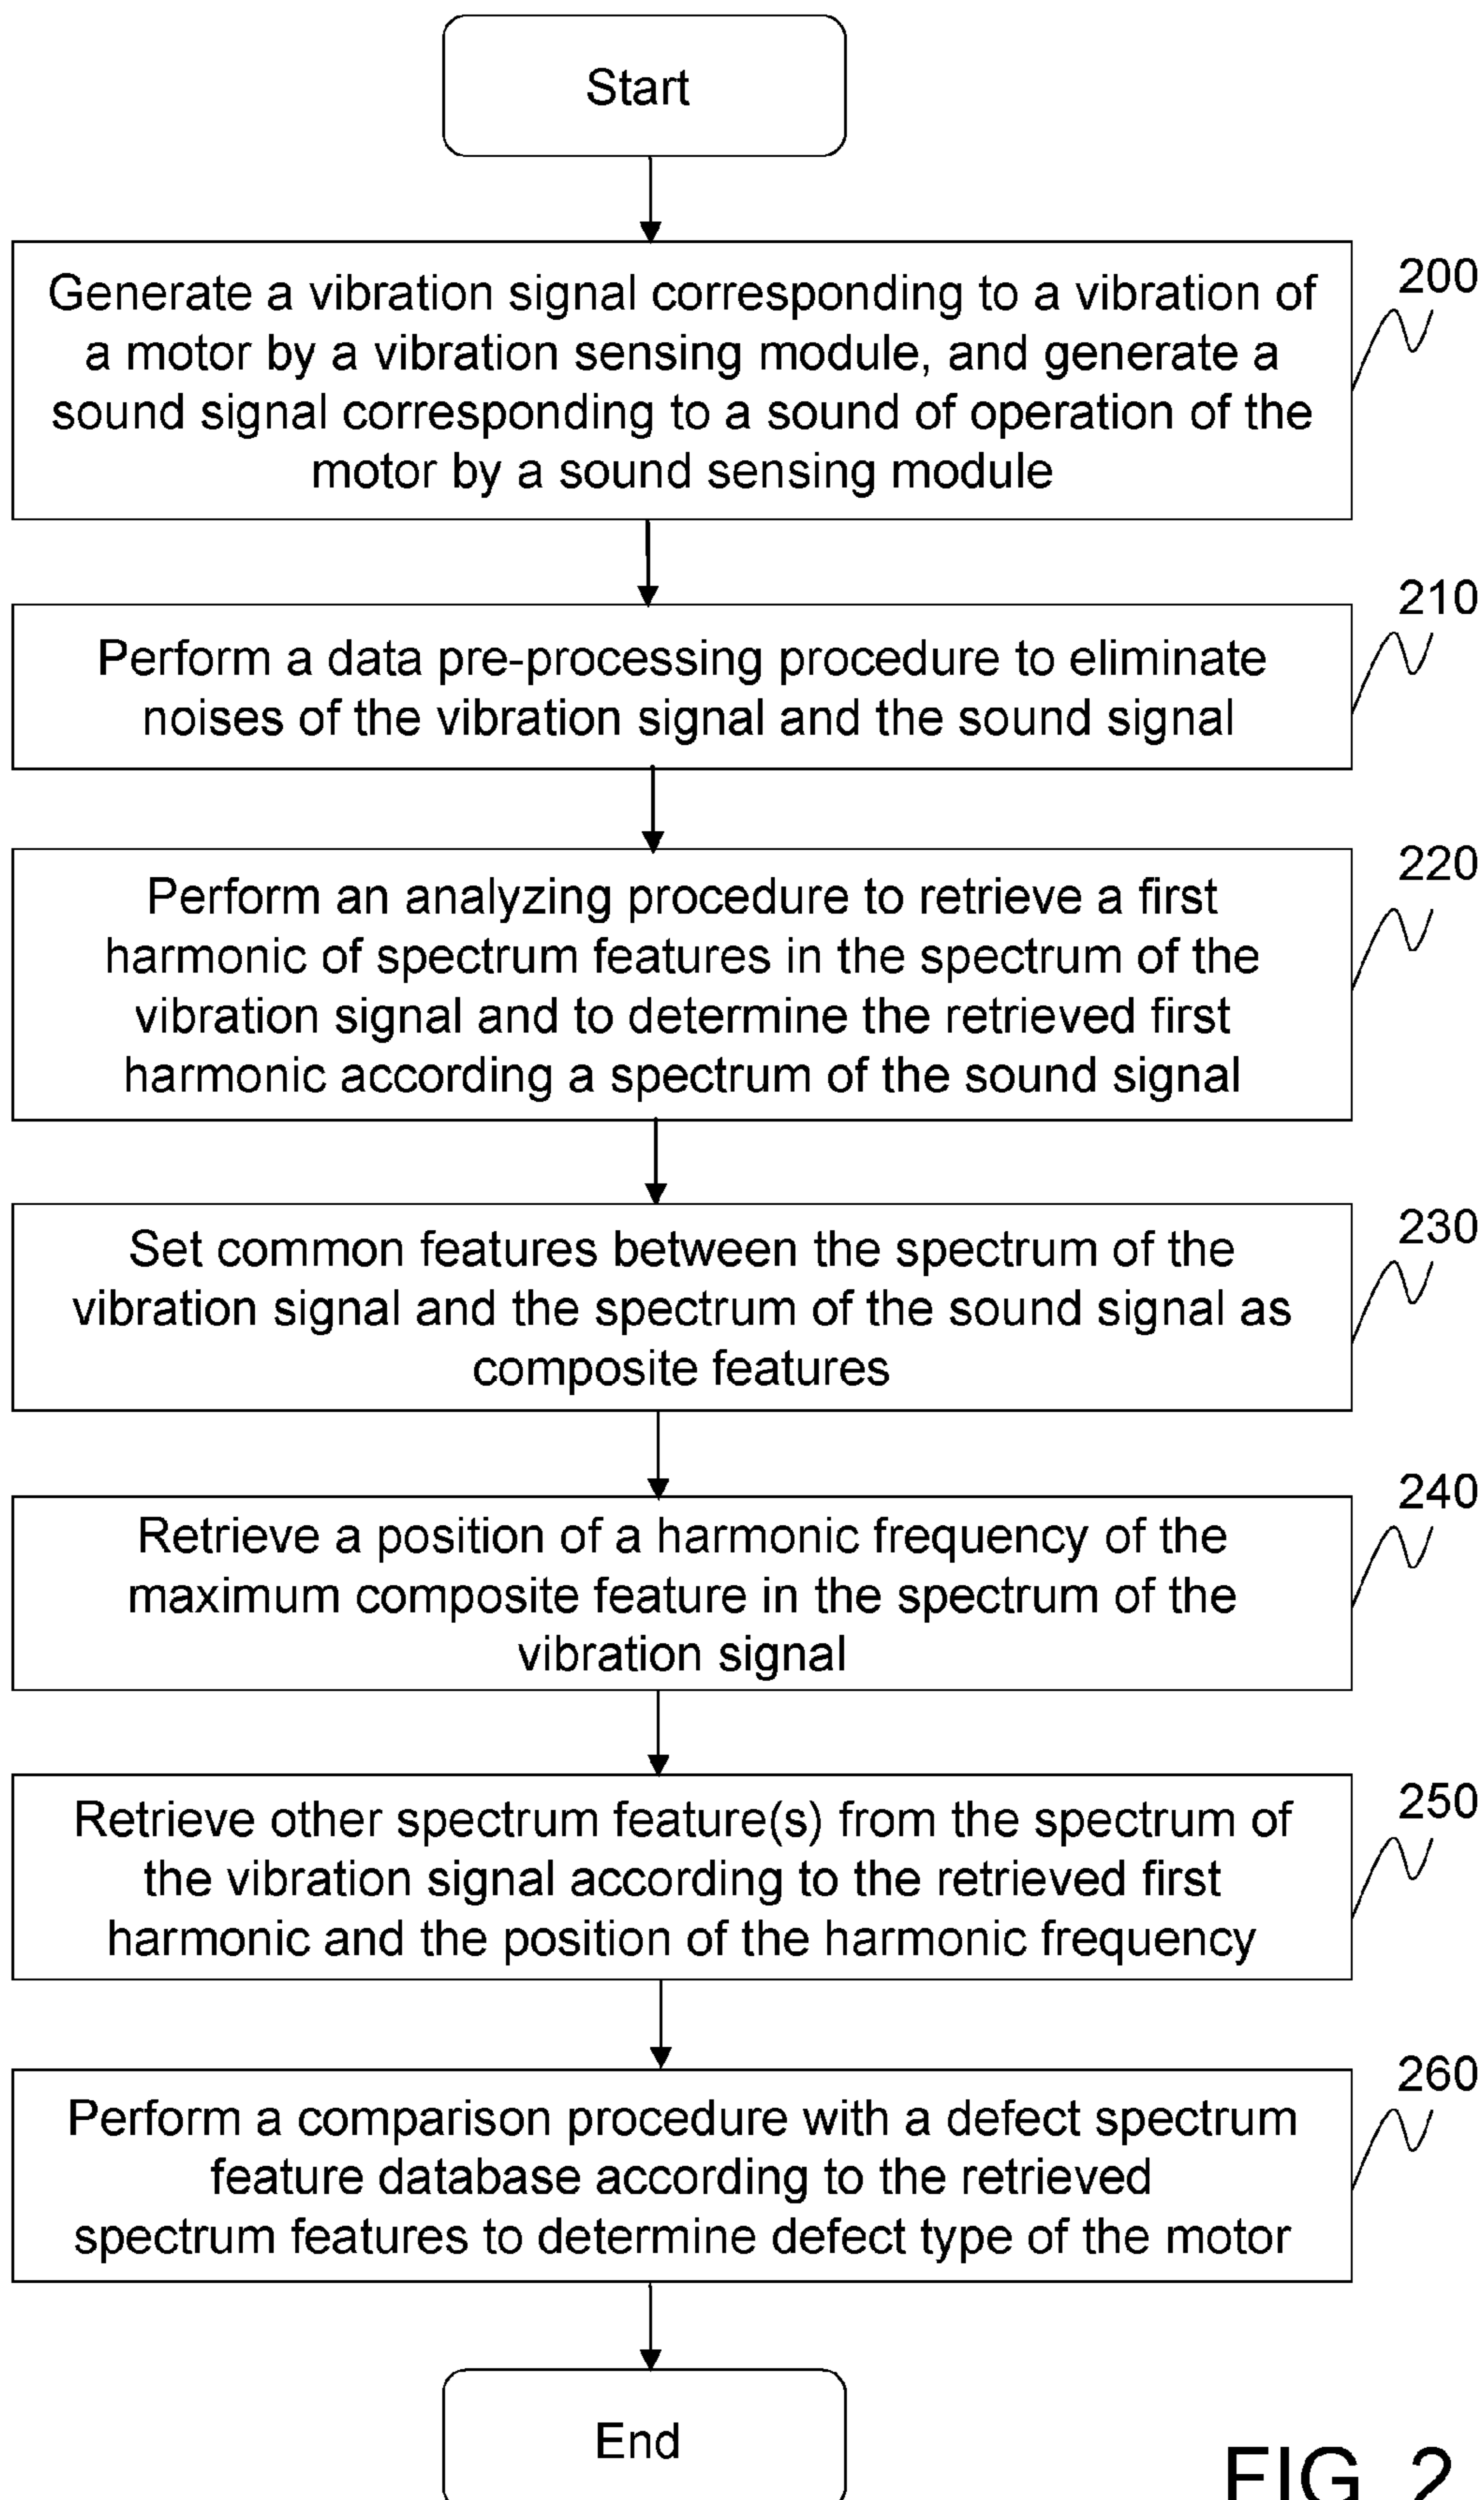 Start
200
Generate a vibration signal corresponding to a vibration of
a motor by a vibration sensing module, and generate a
sound signal corresponding to a sound of operation of the
motor by a sound sensing module
210
Perform a data pre-processing procedure to eliminate
noises of the vibration signal and the sound signal
220
Perform an analyzing procedure to retrieve a first
harmonic of spectrum features in the spectrum of the
vibration signal and to determine the retrieved first
harmonic according a spectrum of the sound signal
230
Set common features between the spectrum of the
vibration signal and the spectrum of the sound signal as
composite features
240
Retrieve a position of a harmonic frequency of the
maximum composite feature in the spectrum of the
vibration signal
250
Retrieve other spectrum feature(s) from the spectrum of
the vibration signal according to the retrieved first
harmonic and the position of the harmonic frequency
260
Perform a comparison procedure with a defect spectrum
feature database according to the retrieved
spectrum features to determine defect type of the motor
End
FIG. 2